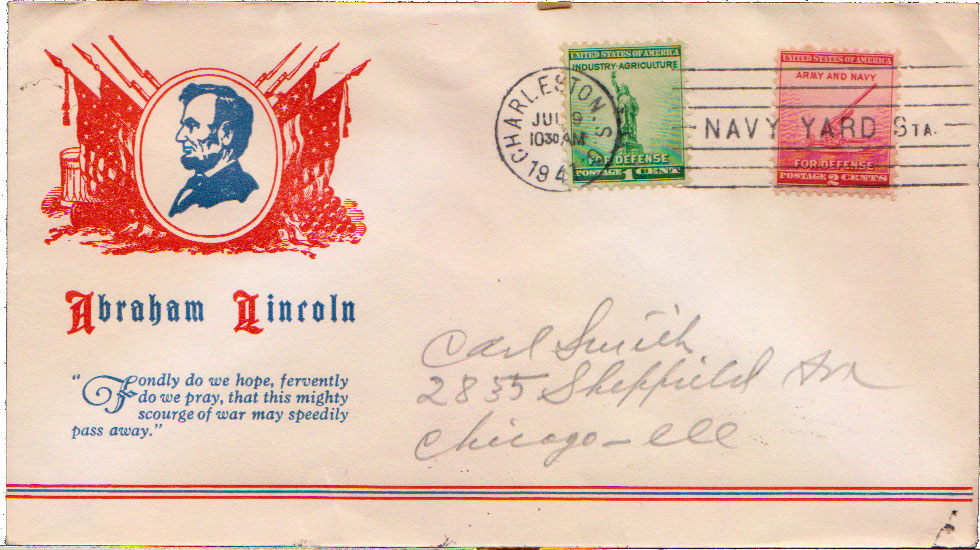 UNITED STATES OF AMERICA
INDUSTRY·AGRICULTURE
FOR DEFENSE
POSTAGE 1 CENT
UNITED STATES OF AMERICA
ARMY AND NAVY
FOR DEFENSE
POSTAGE 2 CENTS
CHARLESTON, S
JUL 9
10 30 AM
194
NAVY YARD STA.
Abraham Lincoln
"Fondly do we hope, fervently
do we pray, that this mighty
scourge of war may speedily
pass away."
Carl Smith
2835 Sheffield Ave
Chicago - Ill